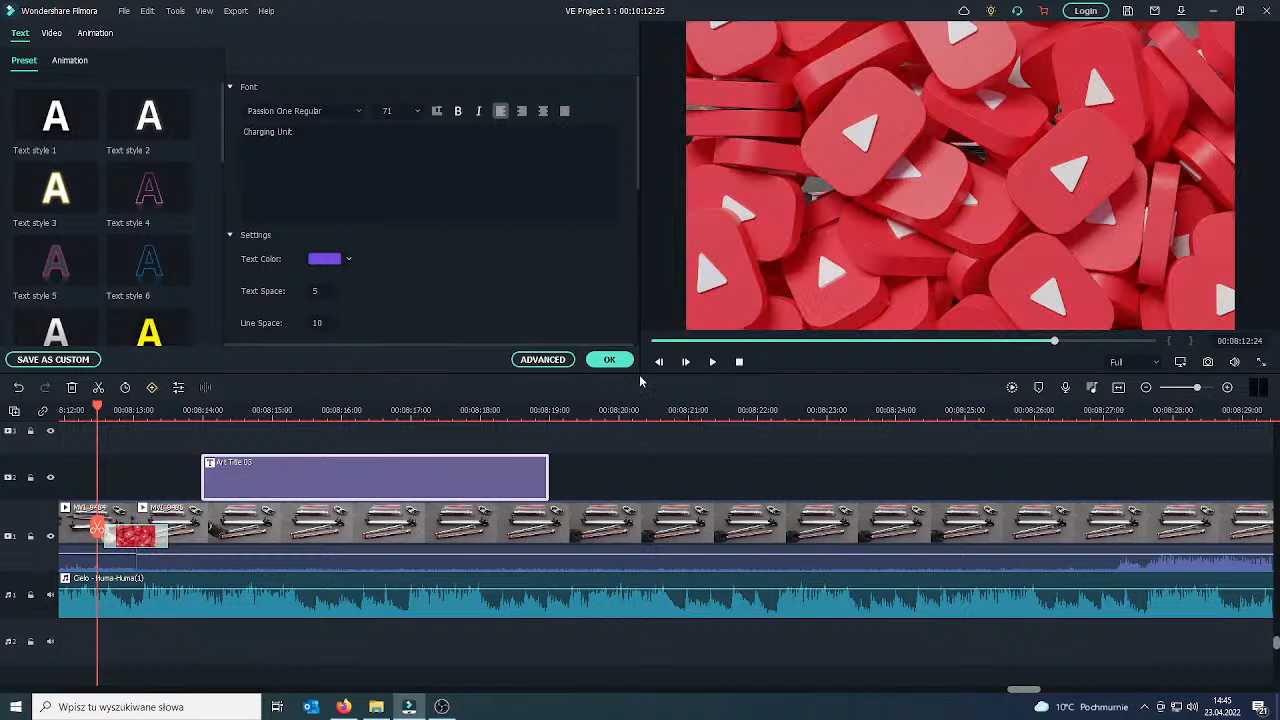 Wondershare Filmora
File Edit Tools View Export Help
VE Project 1 : 00:10:12:25
Login
Text Video Animation
Preset Animation
Text style 1
Text style 2
Text style 3
Text style 4
Text style 5
Text style 6
Font
Passion One Regular 71 B I
Charging Unit
Settings
Text Color:
Text Space: 5
Line Space: 10
SAVE AS CUSTOM
ADVANCED
OK
00:08:12:24
Full
8:12:00 00:08:13:00 00:08:14:00 00:08:15:00 00:08:16:00 00:08:17:00 00:08:18:00 00:08:19:00 00:08:20:00 00:08:21:00 00:08:22:00 00:08:23:00 00:08:24:00 00:08:25:00 00:08:26:00 00:08:27:00 00:08:28:00 00:08:29:00
3
2
T Art Title 03
1
Cielo - Huma-Huma(1)
1
2
Wpisz tu wyszukiwane słowa
10°C Pochmurnie
14:45
23.04.2022